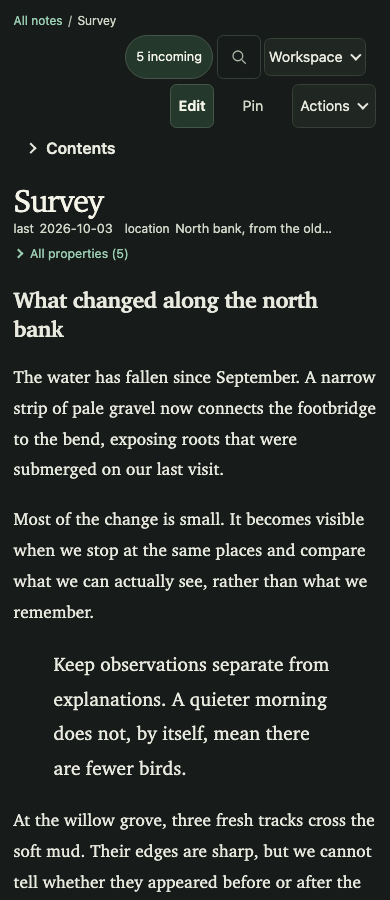 All notes / Survey
5 incoming
Workspace
Edit
Pin
Actions
Contents
Survey
last 2026-10-03 location North bank, from the old...
All properties (5)
What changed along the north
bank
The water has fallen since September. A narrow
strip of pale gravel now connects the footbridge
to the bend, exposing roots that were
submerged on our last visit.
Most of the change is small. It becomes visible
when we stop at the same places and compare
what we can actually see, rather than what we
remember.
Keep observations separate from
explanations. A quieter morning
does not, by itself, mean there
are fewer birds.
At the willow grove, three fresh tracks cross the
soft mud. Their edges are sharp, but we cannot
tell whether they appeared before or after the